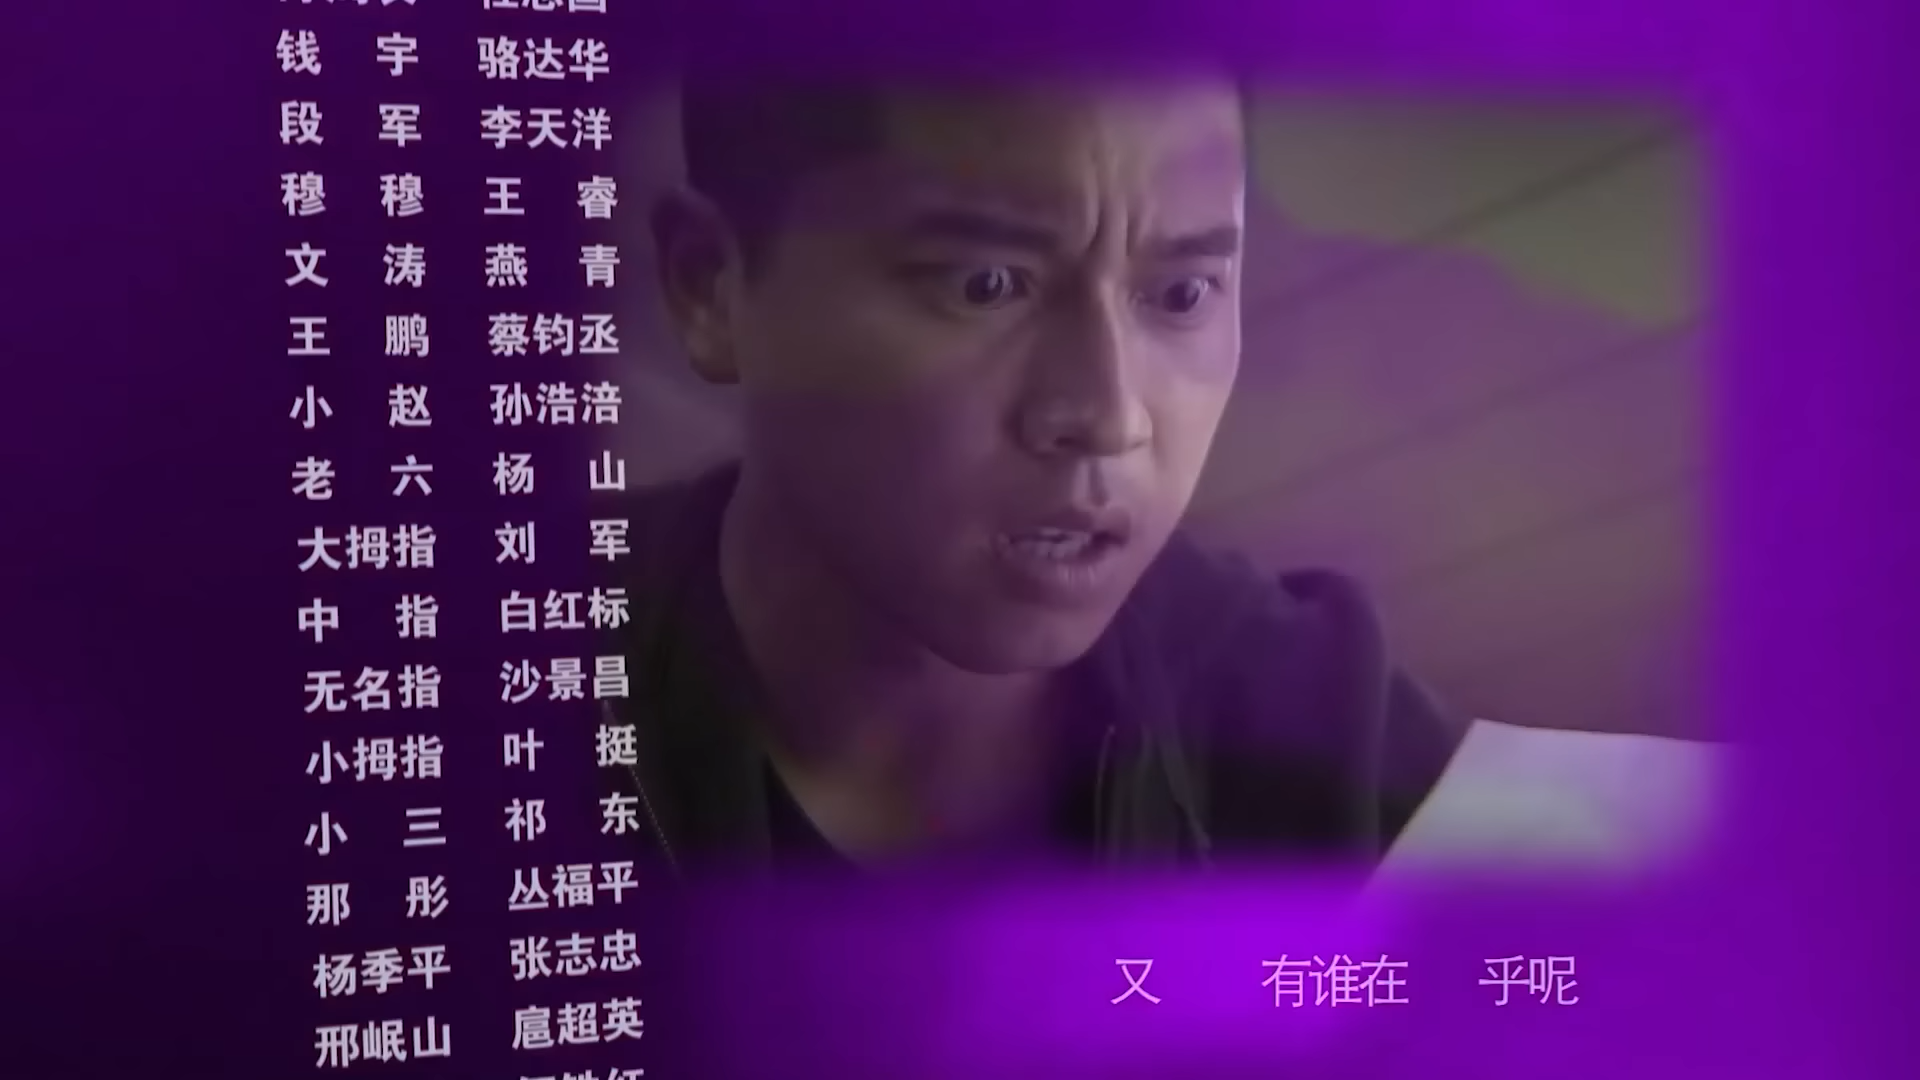 钱宇 骆达华
段军 李天洋
穆穆 王睿
文涛 燕青
王鹏 蔡钧丞
小赵 孙浩涪
老六 杨山
大拇指 刘军
中指 白红标
无名指 沙景昌
小拇指 叶挺
小三 祁东
那彤 丛福平
杨季平 张志忠
邢岷山 扈超英
又 有谁在 乎呢